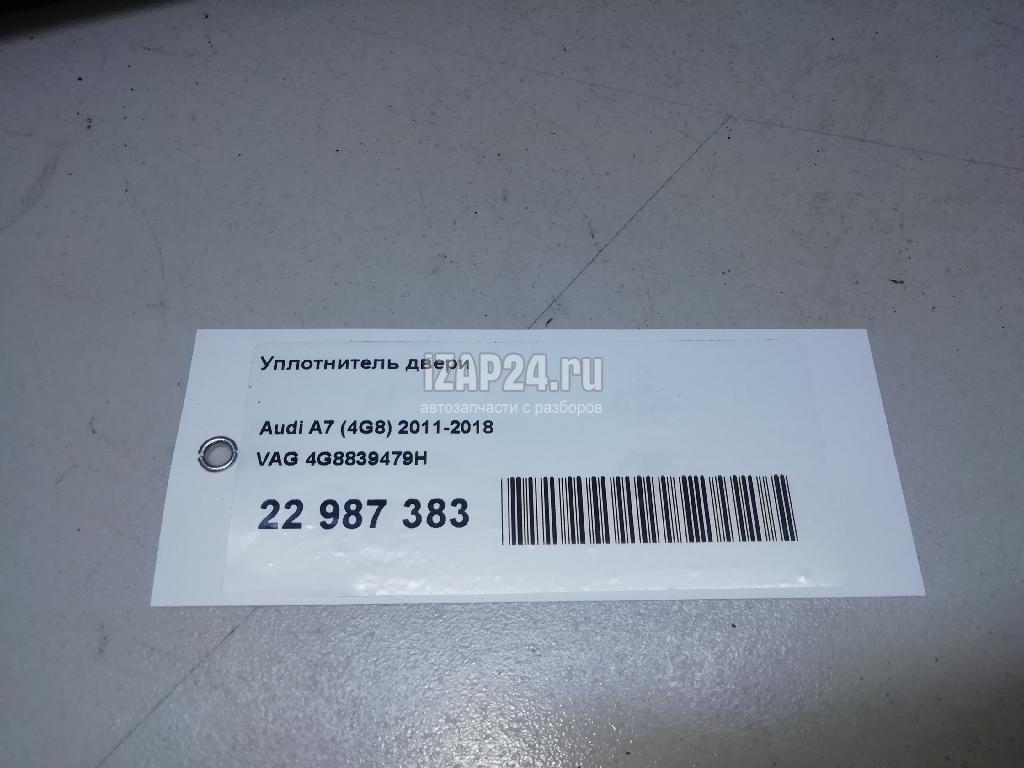 Уплотнитель двери
iZAP24.ru
автозапчасти с разборов
Audi A7 (4G8) 2011-2018
VAG 4G8839479H
22 987 383